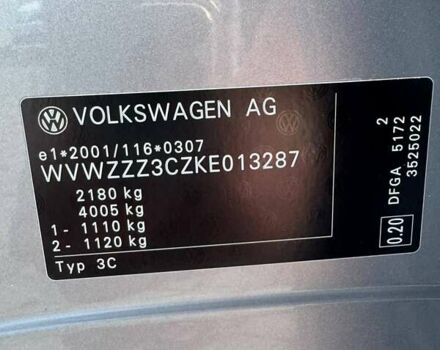 VOLKSWAGEN AG
e1*2001/116*0307
WVWZZZ3CZKE013287
2180 kg
4005 kg
1- 1110 kg
2- 1120 kg
Typ 3C
0.20
DFGA 5172 2
3525022